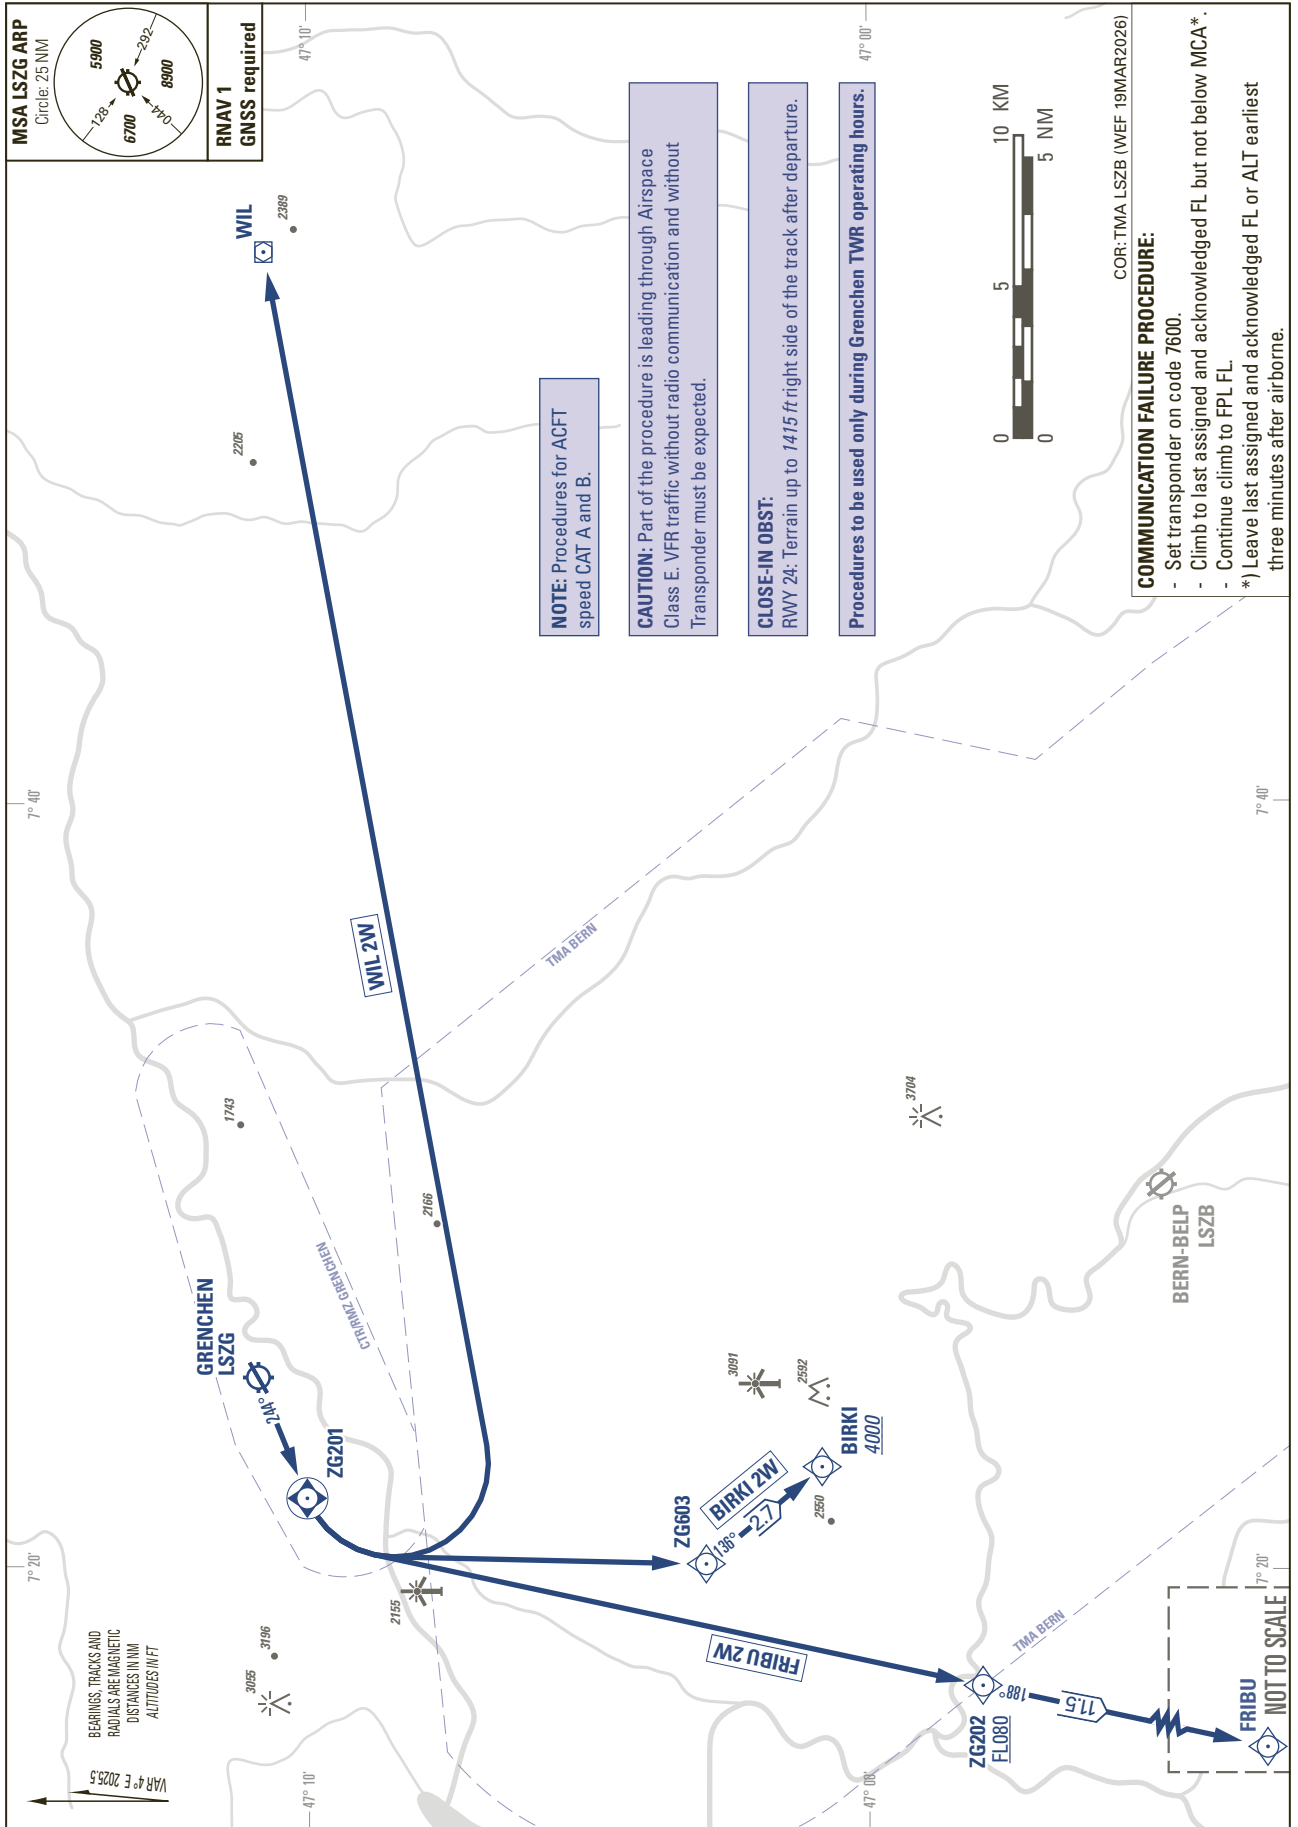 BEARINGS, TRACKS AND
RADIALS ARE MAGNETIC
DISTANCES IN NM
ALTITUDES IN FT
VAR 4° E 2025.5
MSA LSZG ARP
Circle: 25 NM
5900
128
292
6700
8900
044
RNAV 1
GNSS required
7° 20'
7° 40'
47° 10'
47° 10'
3196
3055
GRENCHEN
LSZG
244°
ZG201
1743
2205
WIL
2389
CTR/RMZ GRENCHEN
WIL 2W
2155
2166
TMA BERN
NOTE: Procedures for ACFT
speed CAT A and B.
CAUTION: Part of the procedure is leading through Airspace
Class E. VFR traffic without radio communication and without
Transponder must be expected.
CLOSE-IN OBST:
RWY 24: Terrain up to 1415 ft right side of the track after departure.
Procedures to be used only during Grenchen TWR operating hours.
ZG603
136°
2.7
BIRKI 2W
3091
2592
2550
BIRKI
4000
FRIBU 2W
3704
47° 00'
47° 00'
ZG202
FL080
188°
11.5
TMA BERN
BERN-BELP
LSZB
0 5 10 KM
0 5 NM
COR: TMA LSZB (WEF 19MAR2026)
COMMUNICATION FAILURE PROCEDURE:
- Set transponder on code 7600.
- Climb to last assigned and acknowledged FL but not below MCA*.
- Continue climb to FPL FL.
*) Leave last assigned and acknowledged FL or ALT earliest
three minutes after airborne.
FRIBU
NOT TO SCALE
7° 20'
7° 40'